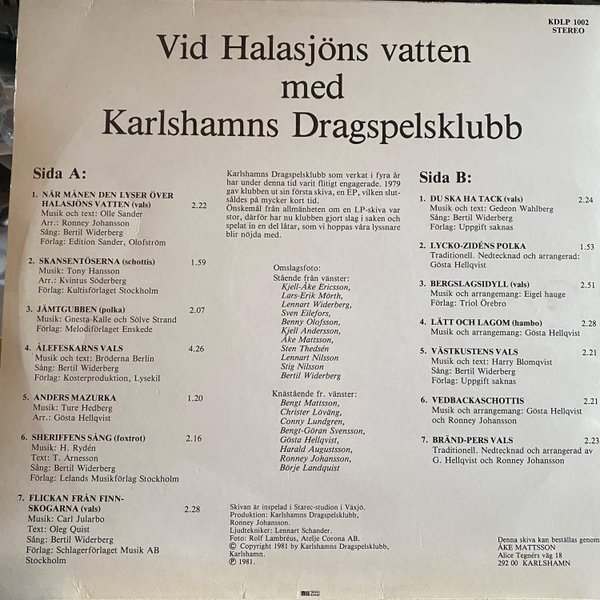 KDLP 1002
STEREO
Vid Halasjöns vatten
med
Karlshamns Dragspelsklubb
Sida A:
1. NÄR MÅNEN DEN LYSER ÖVER
HALASJÖNS VATTEN (vals) 2.22
Musik och text: Olle Sander
Arr.: Ronney Johansson
Sång: Bertil Widerberg
Förlag: Edition Sander, Olofström
2. SKANSENTÖSERNA (schottis) 1.59
Musik: Tony Hansson
Arr.: Kvintus Söderberg
Förlag: Kultisförlaget Stockholm
3. JÄMTGUBBEN (polka) 2.07
Musik: Gnesta-Kalle och Sölve Strand
Förlag: Melodiförlaget Enskede
4. ÅLEFESKARNS VALS 4.26
Musik och text: Bröderna Berlin
Sång: Bertil Widerberg
Förlag: Kosterproduktion, Lysekil
5. ANDERS MAZURKA 1.20
Musik: Ture Hedberg
Arr.: Gösta Hellqvist
6. SHERIFFENS SÅNG (foxtrot) 2.16
Musik: H. Rydén
Text: T. Arnesson
Sång: Bertil Widerberg
Förlag: Lelands Musikförlag Stockholm
7. FLICKAN FRÅN FINN-
SKOGARNA (vals) 2.28
Musik: Carl Jularbo
Text: Oleg Quist
Sång: Bertil Widerberg
Förlag: Schlagerförlaget Musik AB
Stockholm
Karlshamns Dragspelsklubb som verkat i fyra år
har under denna tid varit flitigt engagerade. 1979
gav klubben ut sin första skiva, en EP, vilken slut-
såldes på mycker kort tid.
Önskemål från allmänheten om en LP-skiva var
stor, därför har nu klubben gjort slag i saken och
spelat in en del låtar, som vi hoppas våra lyssnare
blir nöjda med.
Omslagsfoto:
Stående från vänster:
Kjell-Åke Ericsson,
Lars-Erik Mörth,
Lennart Widerberg,
Sven Eilefors,
Benny Olofsson,
Kjell Andersson,
Åke Mattsson,
Sten Thedsén
Lennart Nilsson
Stig Nilsson
Bertil Widerberg
Knästående fr. vänster:
Bengt Mattsson,
Christer Löväng,
Conny Lundgren,
Bengt-Göran Svensson,
Gösta Hellqvist,
Harald Augustsson,
Ronney Johansson,
Börje Landquist
Skivan är inspelad i Starec-studion i Växjö.
Produktion: Karlshamns Dragspelsklubb,
Ronney Johansson.
Ljudtekniker: Lennart Schander.
Foto: Rolf Lambréus, Atelje Corona AB.
© Copyright 1981 by Karlshamns Dragspelsklubb,
Karlshamn.
℗ 1981.
Sida B:
1. DU SKA HA TACK (vals) 2.24
Musik och text: Gedeon Wahlberg
Sång: Bertil Widerberg
Förlag: Uppgift saknas
2. LYCKO-ZIDÉNS POLKA 1.53
Traditionell. Nedtecknad och arrangerad:
Gösta Hellqvist
3. BERGSLAGSIDYLL (vals) 2.51
Musik och arrangemang: Eigel hauge
Förlag: Triol Örebro
4. LÄTT OCH LAGOM (hambo) 2.28
Musik och arrangemang: Gösta Hellqvist
5. VÄSTKUSTENS VALS 2.21
Musik och text: Harry Blomqvist
Sång: Bertil Widerberg
Förlag: Uppgift saknas
6. VEDBACKASCHOTTIS 2.21
Musik och arrangemang: Gösta Hellqvist
och Ronney Johansson
7. BRÄND-PERS VALS 2.23
Traditionell. Nedtecknad och arrangerad av
G. Hellqvist och Ronney Johansson
Denna skiva kan beställas genom
ÅKE MATTSSON
Alice Tegnérs väg 18
292 00 KARLSHAMN